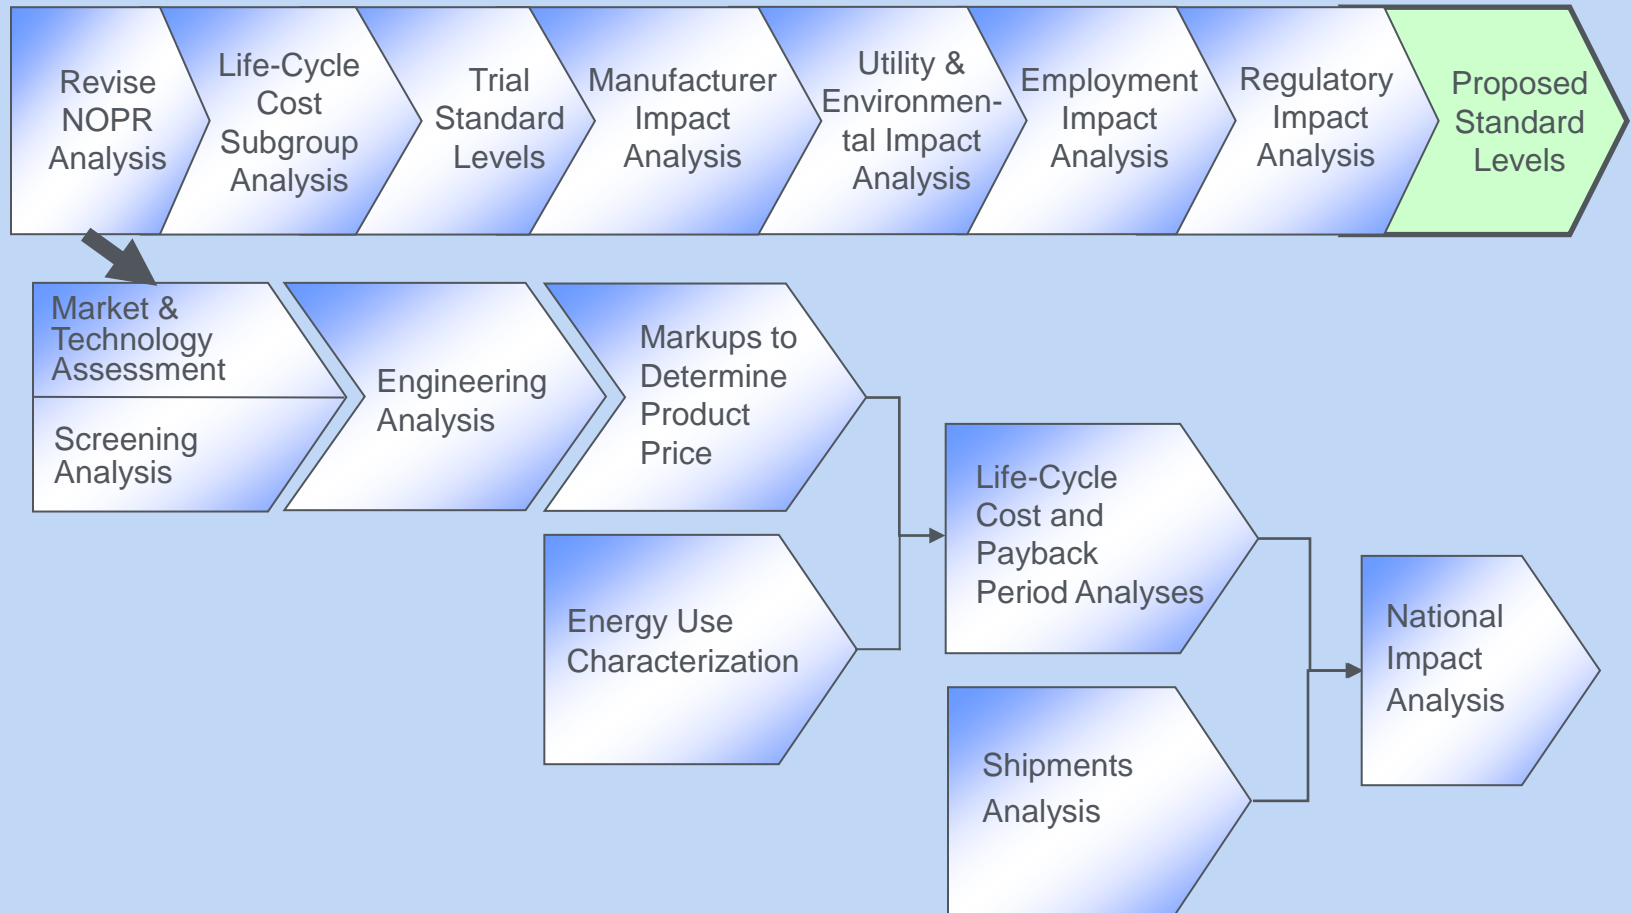 Revise
NOPR
Analysis
Life-Cycle
Cost
Subgroup
Analysis
Trial
Standard
Levels
Manufacturer
Impact
Analysis
Utility &
Environmen-
tal Impact
Analysis
Employment
Impact
Analysis
Regulatory
Impact
Analysis
Proposed
Standard
Levels
Market &
Technology
Assessment
Screening
Analysis
Engineering
Analysis
Markups to
Determine
Product
Price
Energy Use
Characterization
Life-Cycle
Cost and
Payback
Period Analyses
Shipments
Analysis
National
Impact
Analysis